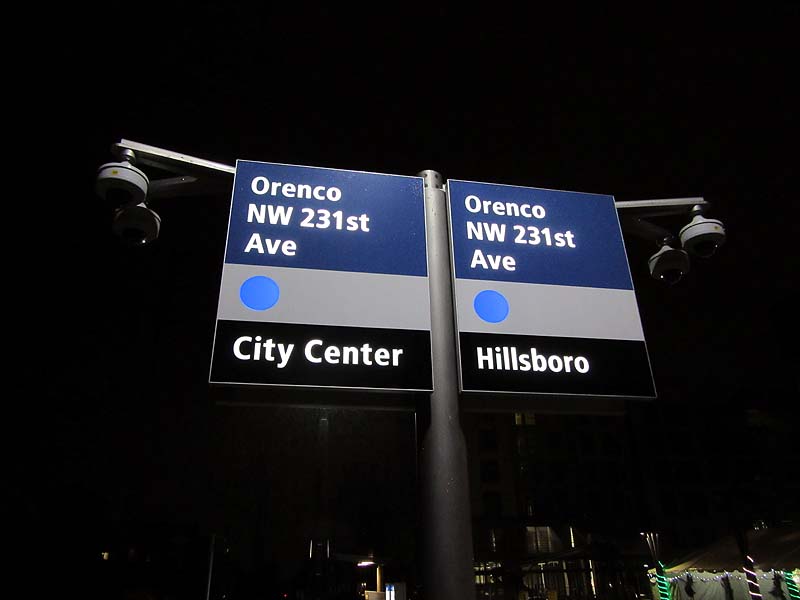 Orenco
NW 231st
Ave
City Center
Orenco
NW 231st
Ave
Hillsboro